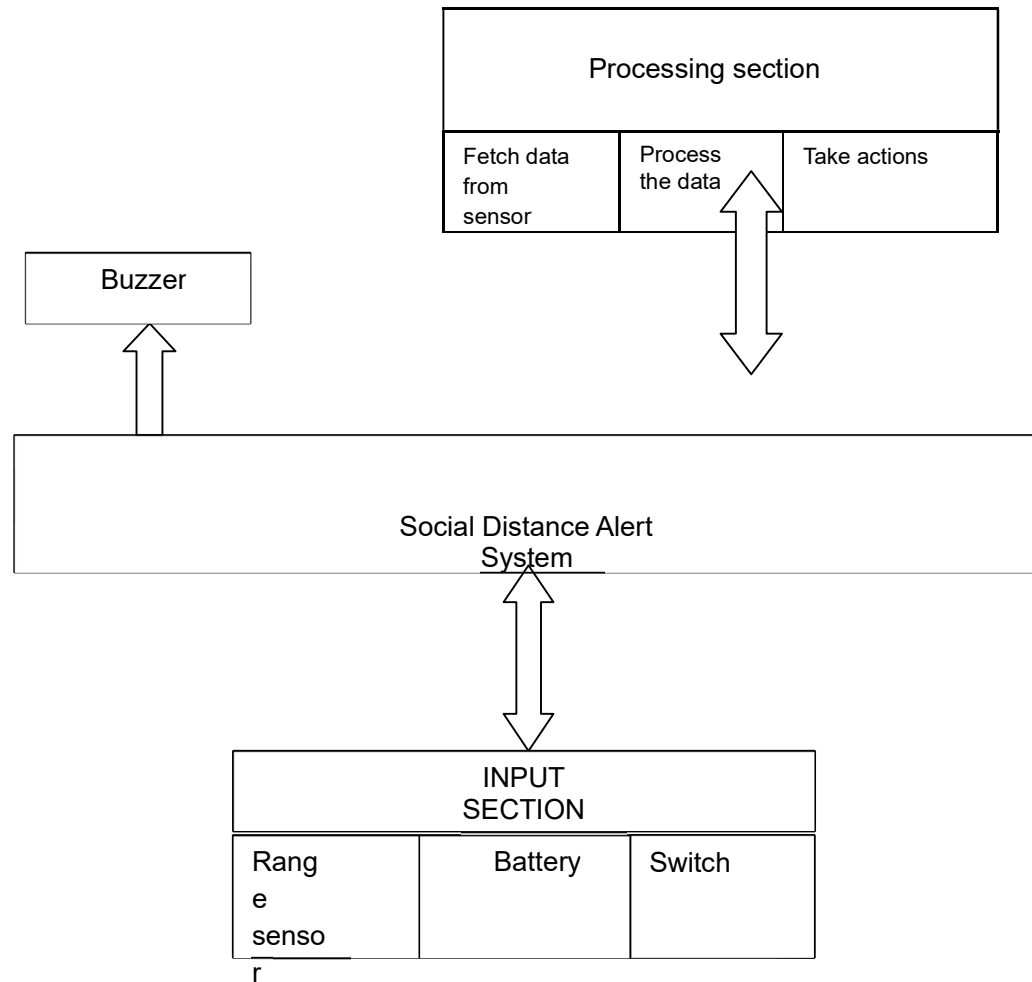 Processing section
Fetch data
from
sensor
Process
the data
Take actions
Buzzer
Social Distance Alert
System
INPUT
SECTION
Rang
e
senso
r
Battery
Switch